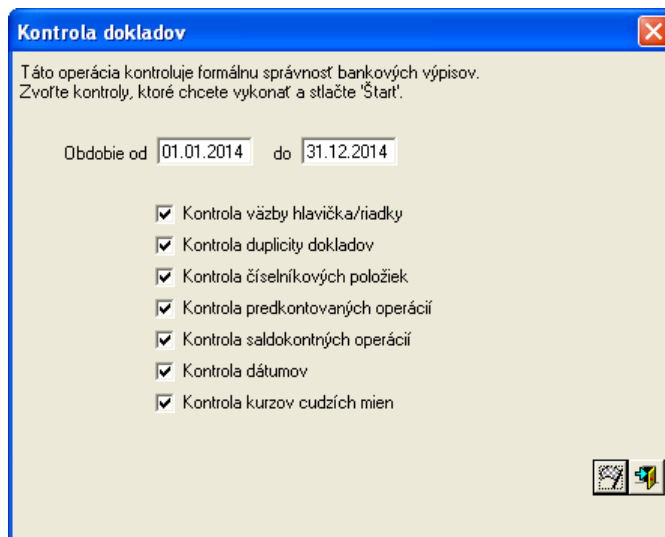 Kontrola dokladov
Táto operácia kontroluje formálnu správnosť bankových výpisov.
Zvoľte kontroly, ktoré chcete vykonať a stlačte 'Štart'.
Obdobie od 01.01.2014 do 31.12.2014
Kontrola väzby hlavička/riadky
Kontrola duplicity dokladov
Kontrola číselníkových položiek
Kontrola predkontovaných operácií
Kontrola saldokontných operácií
Kontrola dátumov
Kontrola kurzov cudzích mien